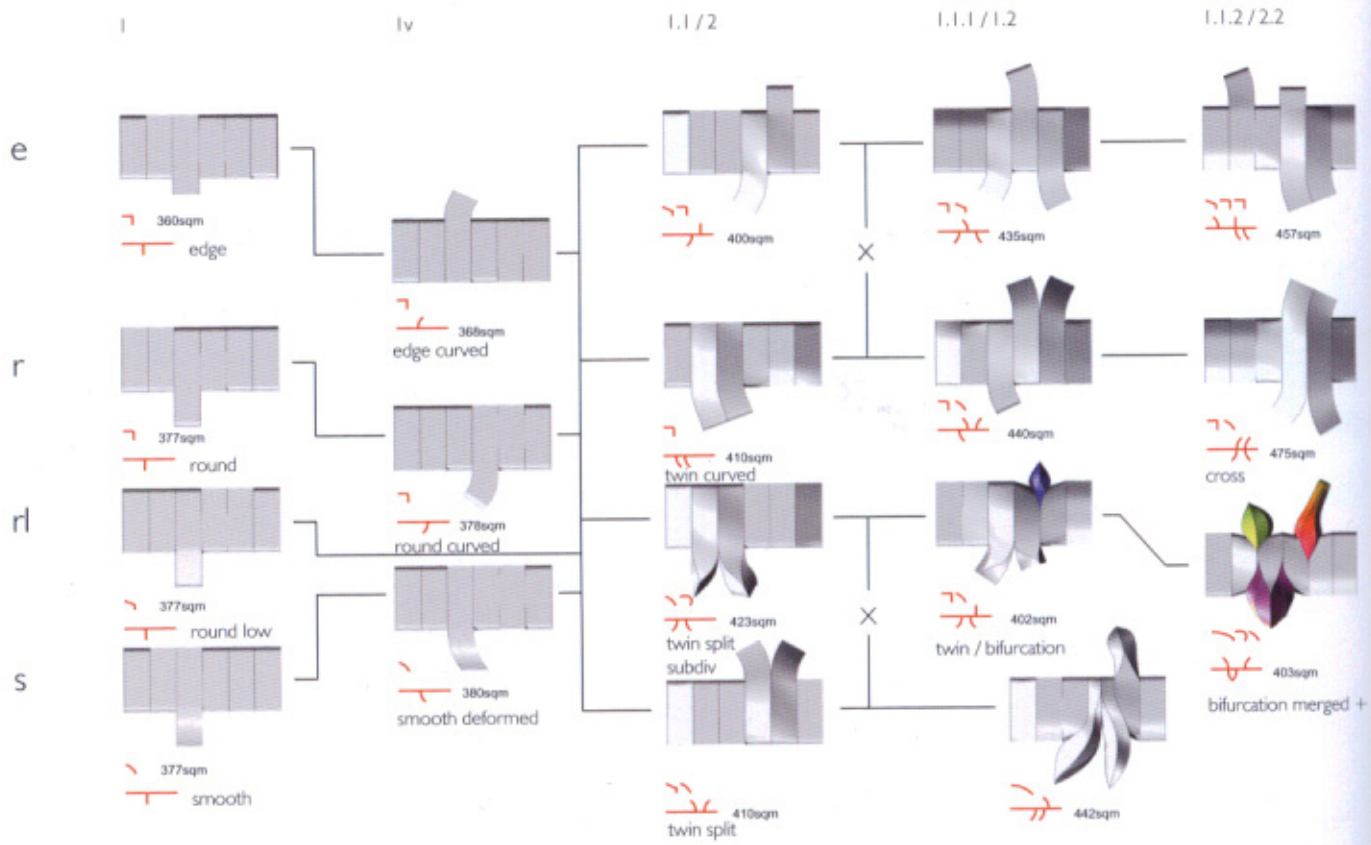 1
1v
1.1 / 2
1.1.1 / 1.2
1.1.2 / 2.2
e
360sqm
edge
368sqm
edge curved
400sqm
435sqm
457sqm
r
377sqm
round
378sqm
round curved
410sqm
twin curved
440sqm
475sqm
cross
rl
377sqm
round low
423sqm
twin split
subdiv
402sqm
twin / bifurcation
403sqm
bifurcation merged +
s
377sqm
smooth
380sqm
smooth deformed
410sqm
twin split
442sqm
X
X